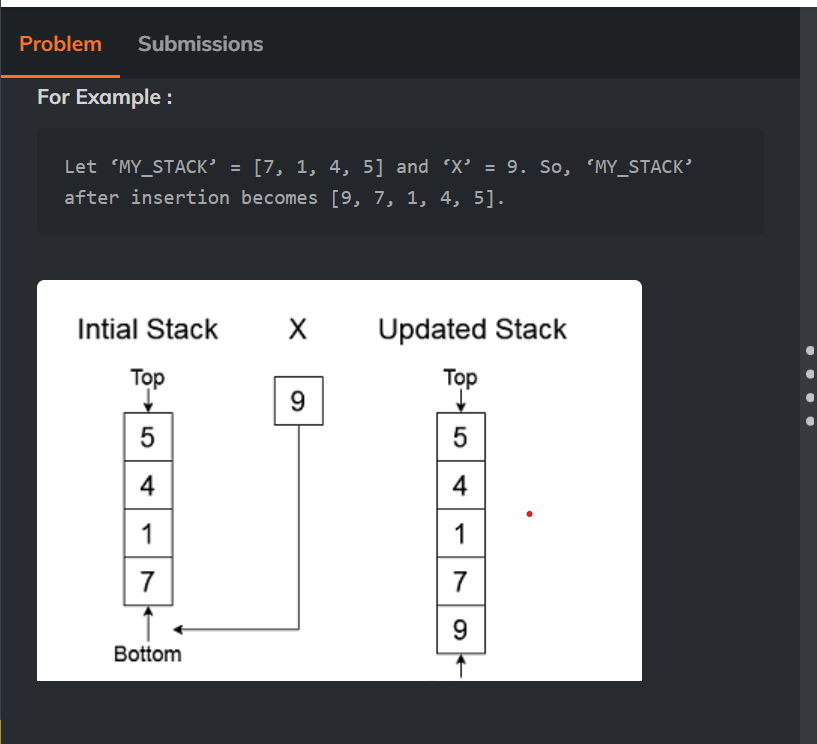 Problem Submissions
For Example :
Let ‘MY_STACK’ = [7, 1, 4, 5] and ‘X’ = 9. So, ‘MY_STACK’
after insertion becomes [9, 7, 1, 4, 5].
Intial Stack X Updated Stack
Top Top
9
5 5
4 4
1 1
7 7
9
Bottom